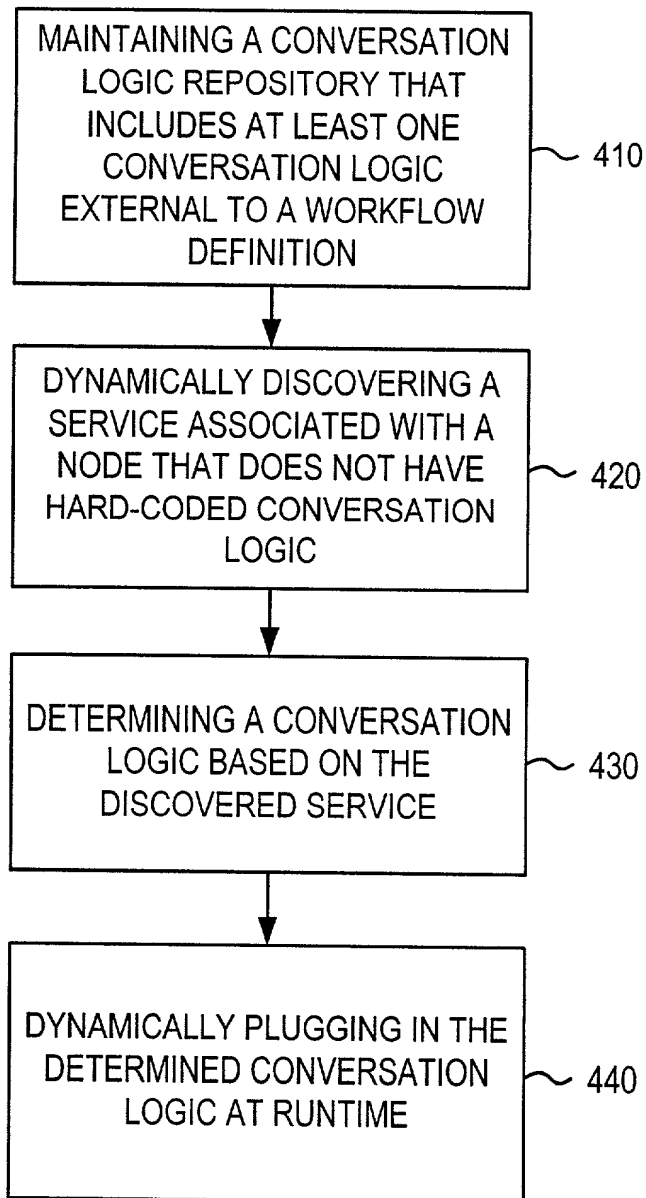 MAINTAINING A CONVERSATION
LOGIC REPOSITORY THAT
INCLUDES AT LEAST ONE
CONVERSATION LOGIC
EXTERNAL TO A WORKFLOW
DEFINITION
410
DYNAMICALLY DISCOVERING A
SERVICE ASSOCIATED WITH A
NODE THAT DOES NOT HAVE
HARD-CODED CONVERSATION
LOGIC
420
DETERMINING A CONVERSATION
LOGIC BASED ON THE
DISCOVERED SERVICE
430
DYNAMICALLY PLUGGING IN THE
DETERMINED CONVERSATION
LOGIC AT RUNTIME
440